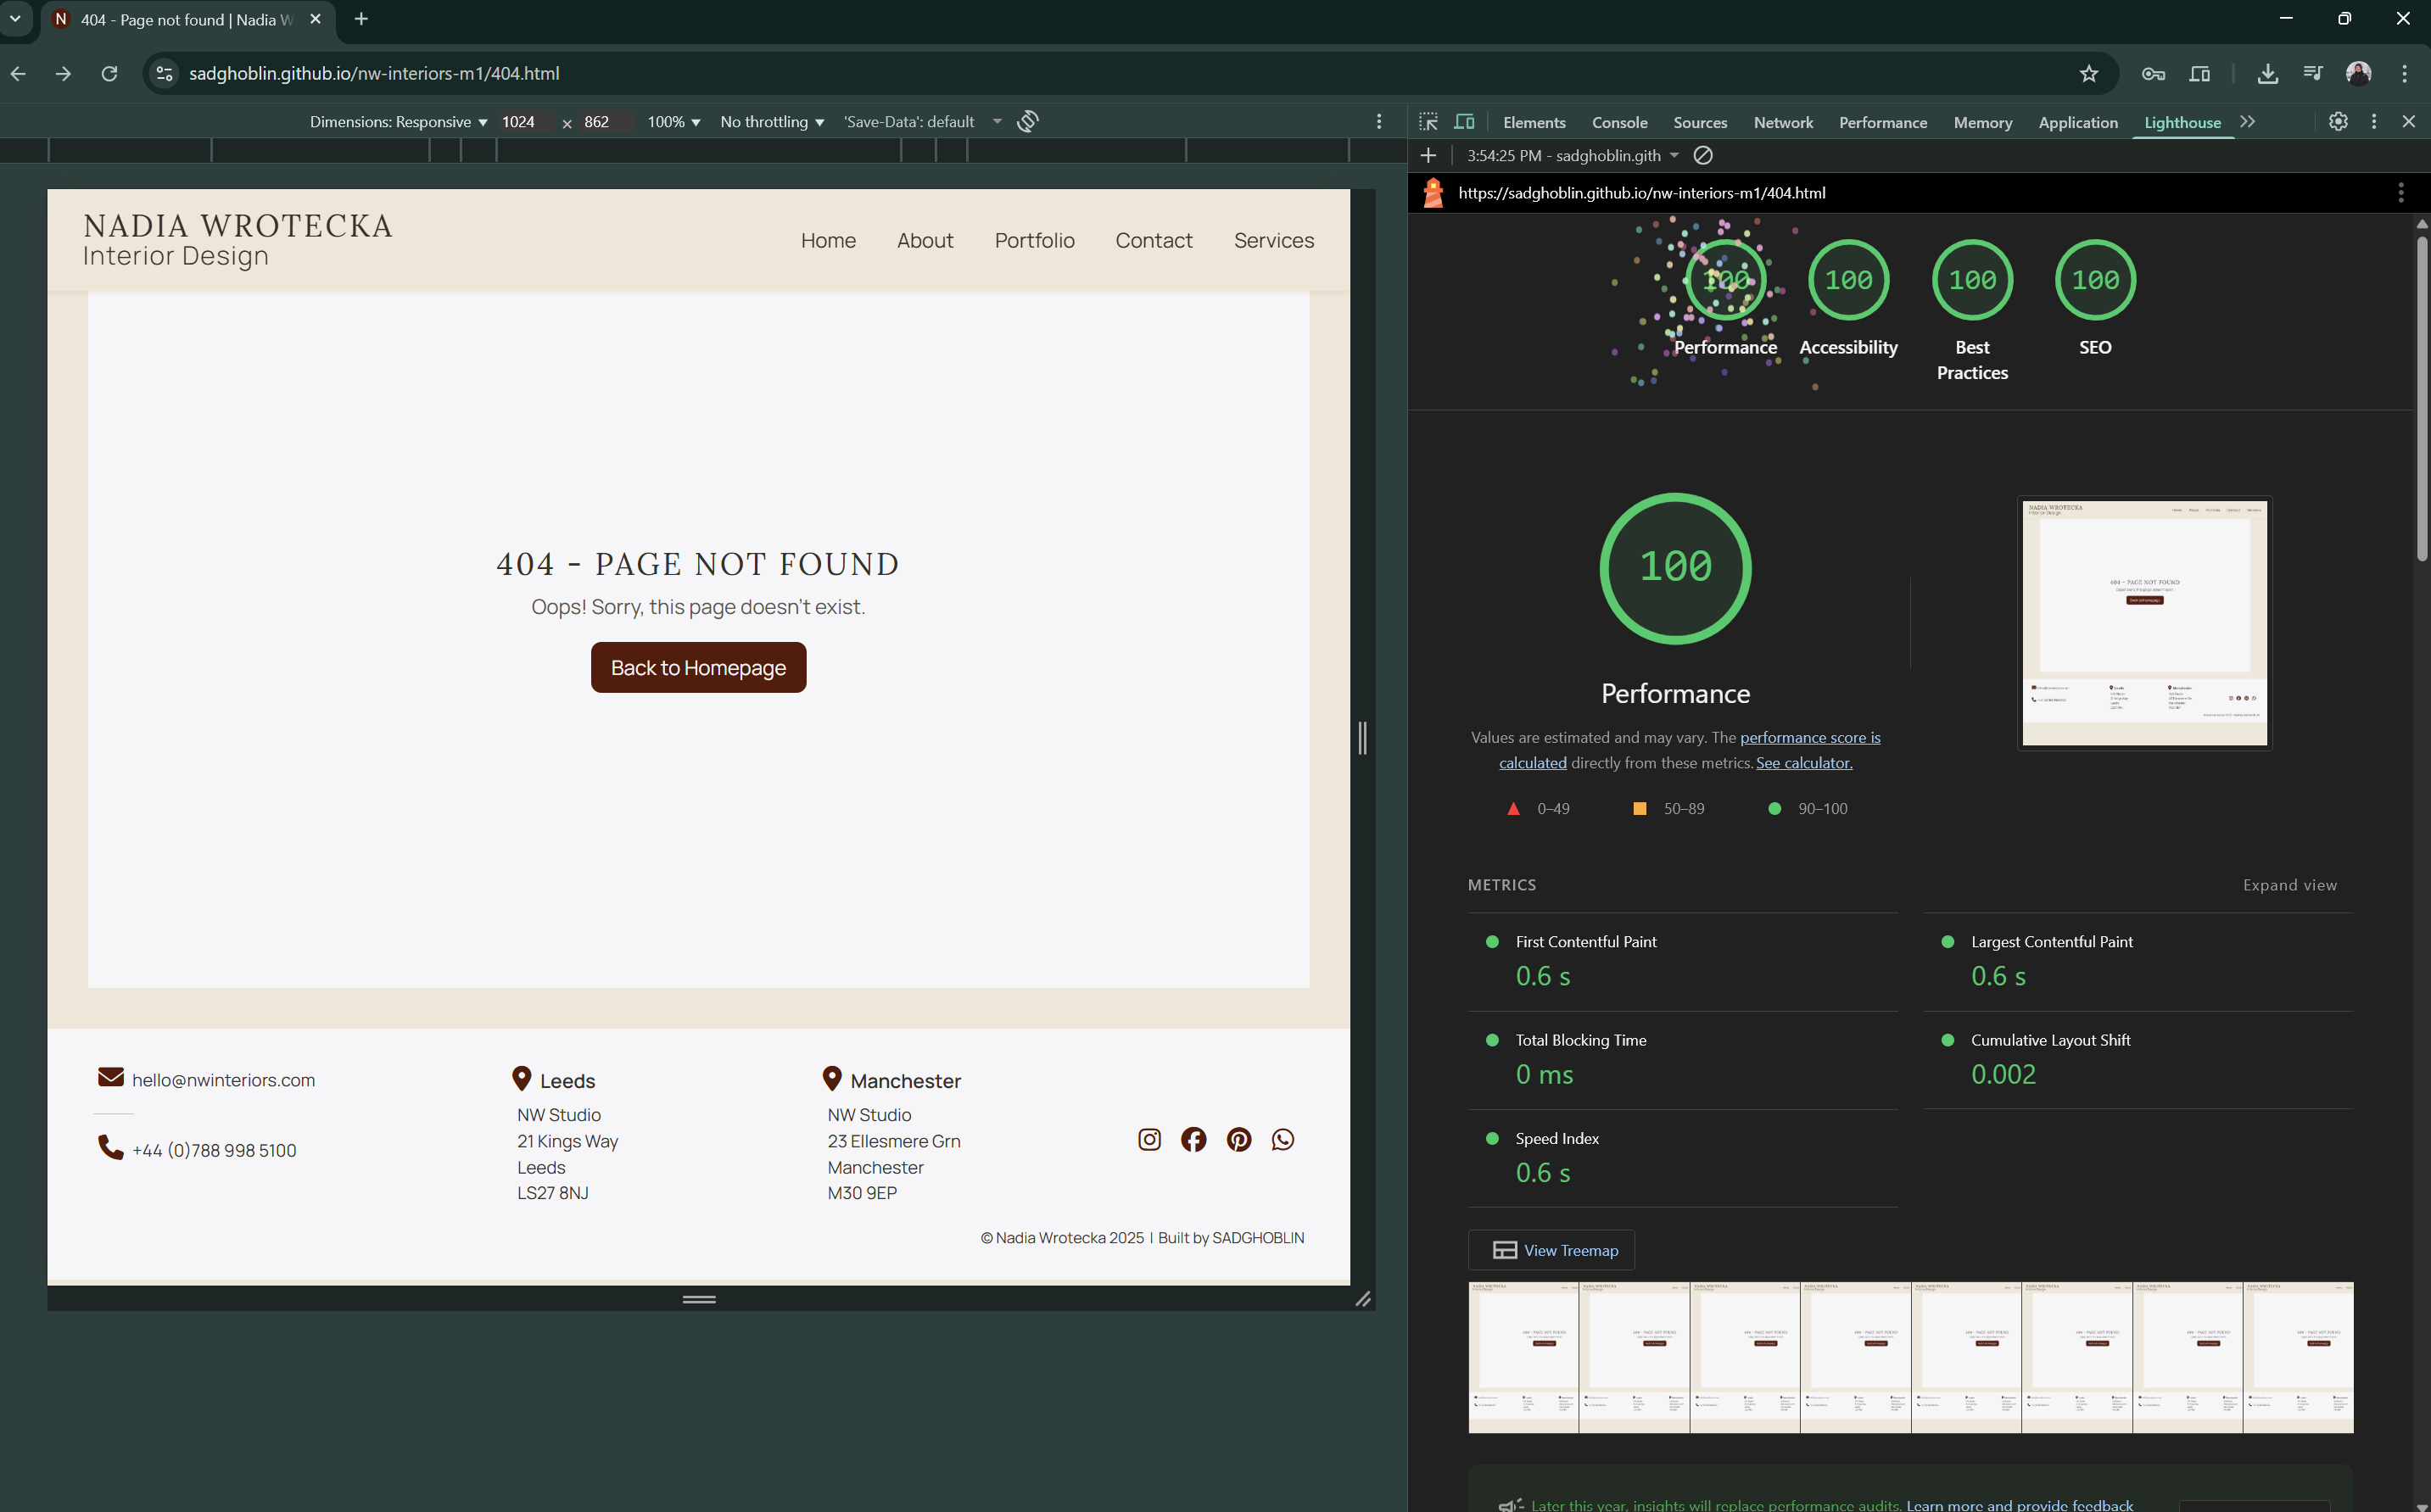 N 404 - Page not found | Nadia W
sadghoblin.github.io/nw-interiors-m1/404.html
Dimensions: Responsive 1024 × 862 100% No throttling 'Save-Data': default
Elements Console Sources Network Performance Memory Application Lighthouse
3:54:25 PM - sadghoblin.gith
https://sadghoblin.github.io/nw-interiors-m1/404.html
NADIA WROTECKA
Interior Design
Home About Portfolio Contact Services
404 - PAGE NOT FOUND
Oops! Sorry, this page doesn't exist.
Back to Homepage
hello@nwinteriors.com
+44 (0)788 998 5100
Leeds
NW Studio
21 Kings Way
Leeds
LS27 8NJ
Manchester
NW Studio
23 Ellesmere Grn
Manchester
M30 9EP
© Nadia Wrotecka 2025 | Built by SADGHOBLIN
100 100 100 100
Performance Accessibility Best Practices SEO
100
Performance
Values are estimated and may vary. The performance score is
calculated directly from these metrics. See calculator.
0–49 50–89 90–100
METRICS
Expand view
First Contentful Paint
0.6 s
Largest Contentful Paint
0.6 s
Total Blocking Time
0 ms
Cumulative Layout Shift
0.002
Speed Index
0.6 s
View Treemap
Later this year, insights will replace performance audits. Learn more and provide feedback